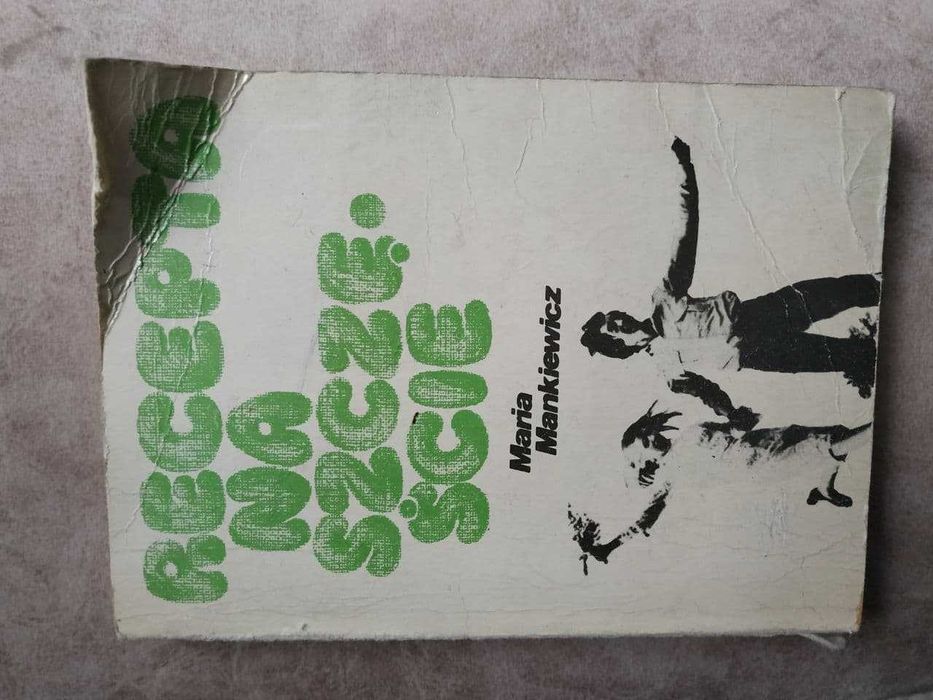 RECEPTA
NA
SZCZĘ.
ŚCIE
Maria
Mankiewicz